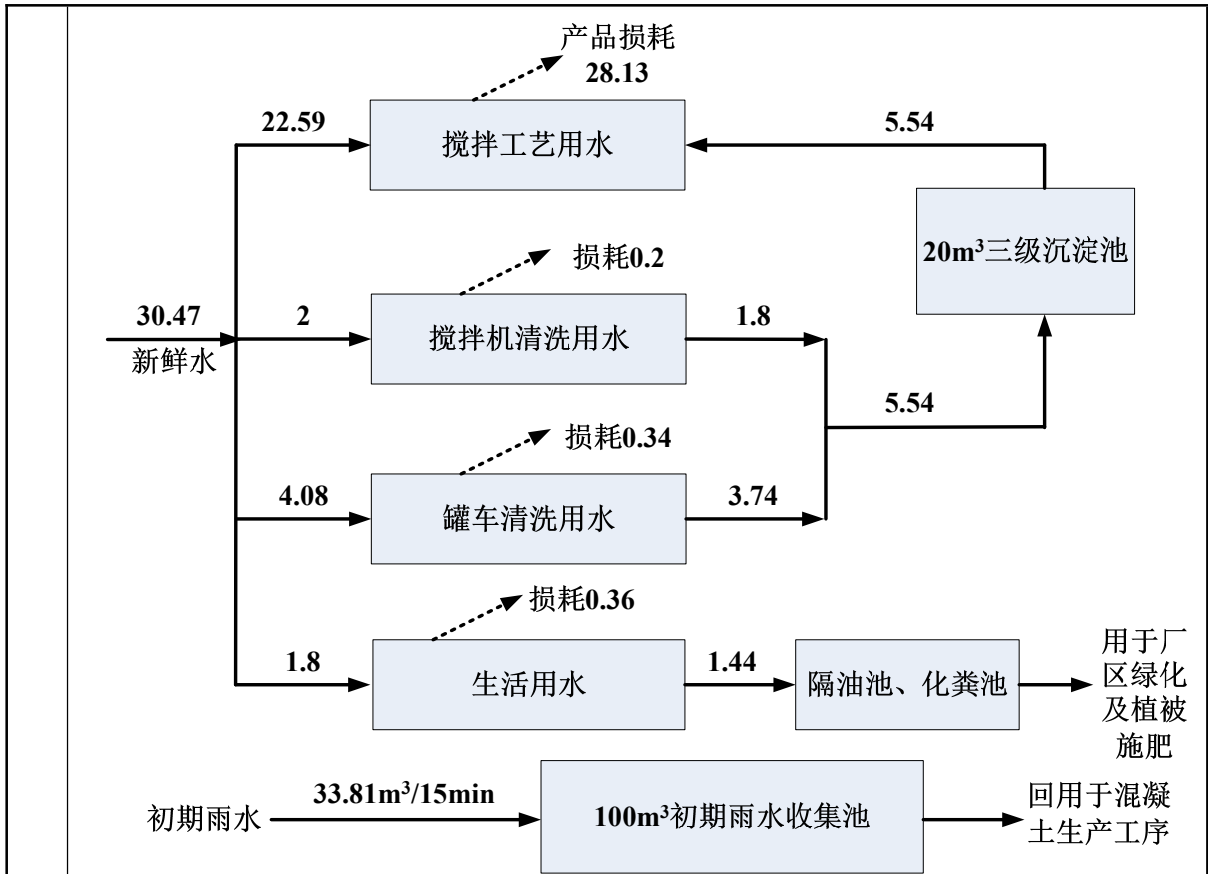 产品损耗
28.13
22.59
搅拌工艺用水
5.54
20m³三级沉淀池
损耗0.2
30.47
新鲜水
2
搅拌机清洗用水
1.8
5.54
损耗0.34
4.08
罐车清洗用水
3.74
损耗0.36
1.8
生活用水
1.44
隔油池、化粪池
用于厂
区绿化
及植被
施肥
初期雨水
33.81m³/15min
100m³初期雨水收集池
回用于混凝
土生产工序